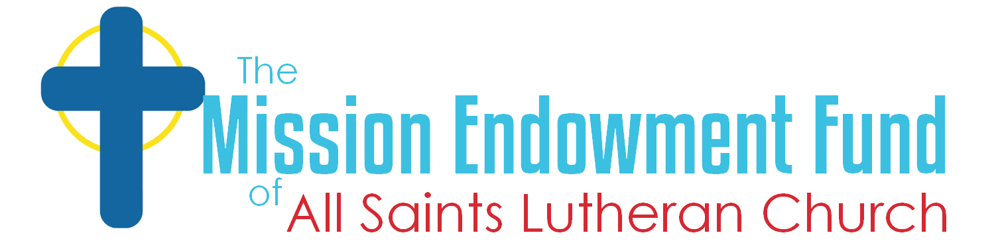 The
Mission Endowment Fund
of All Saints Lutheran Church